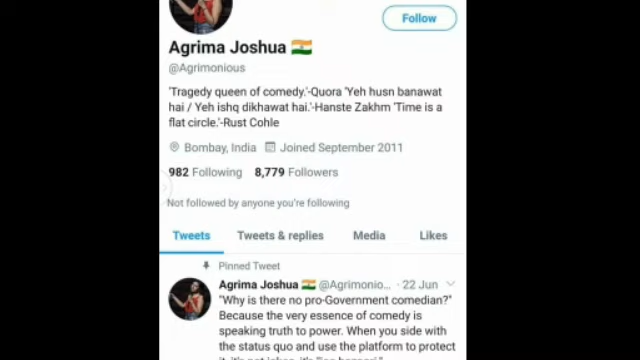 Follow
Agrima Joshua 🇮🇳
@Agrimonious
'Tragedy queen of comedy.'-Quora 'Yeh husn banawat
hai / Yeh ishq dikhawat hai.'-Hanste Zakhm 'Time is a
flat circle.'-Rust Cohle
Bombay, India Joined September 2011
982 Following 8,779 Followers
Not followed by anyone you're following
Tweets Tweets & replies Media Likes
Pinned Tweet
Agrima Joshua 🇮🇳 @Agrimonio... · 22 Jun
"Why is there no pro-Government comedian?"
Because the very essence of comedy is
speaking truth to power. When you side with
the status quo and use the platform to protect